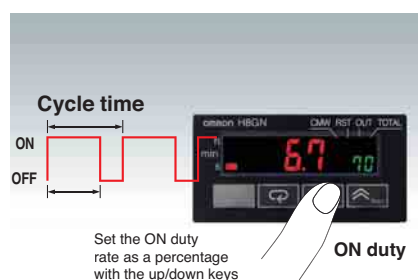 Cycle time
ON
OFF
omron H8GN
CMW RST OUT TOTAL
h
min
s
6.7
70
Set the ON duty
rate as a percentage
with the up/down keys
ON duty